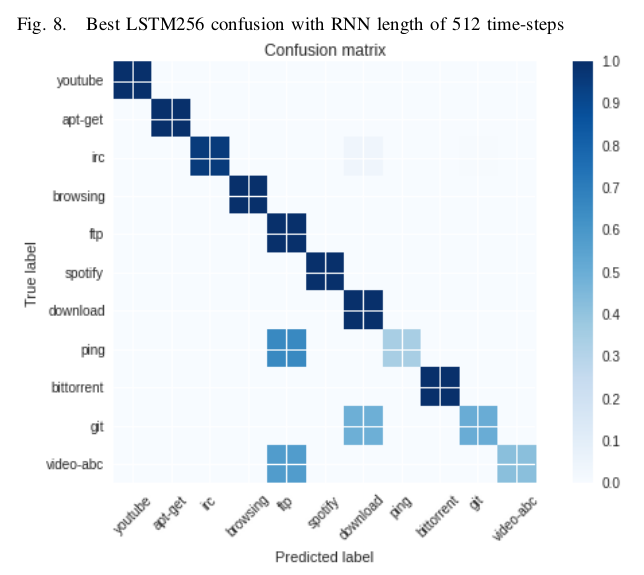 Fig. 8. Best LSTM256 confusion with RNN length of 512 time-steps
Confusion matrix
True label
youtube
apt-get
irc
browsing
ftp
spotify
download
ping
bittorrent
git
video-abc
youtube
apt-get
irc
browsing
ftp
spotify
download
ping
bittorrent
git
video-abc
Predicted label
1.0
0.9
0.8
0.7
0.6
0.5
0.4
0.3
0.2
0.1
0.0